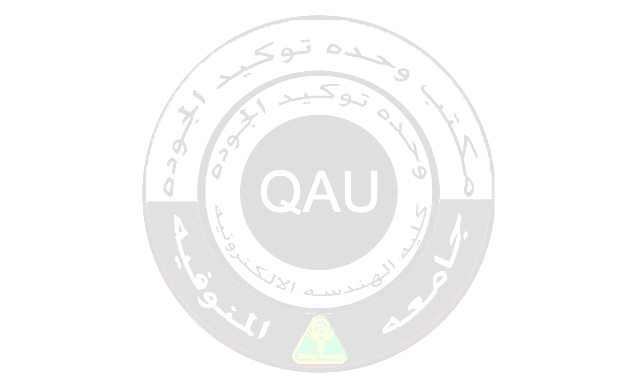 مكتب وحده توكيد الجوده
وحده توكيد الجوده
QAU
كليه الهندسه الالكترونيه
جامعه المنوفيه